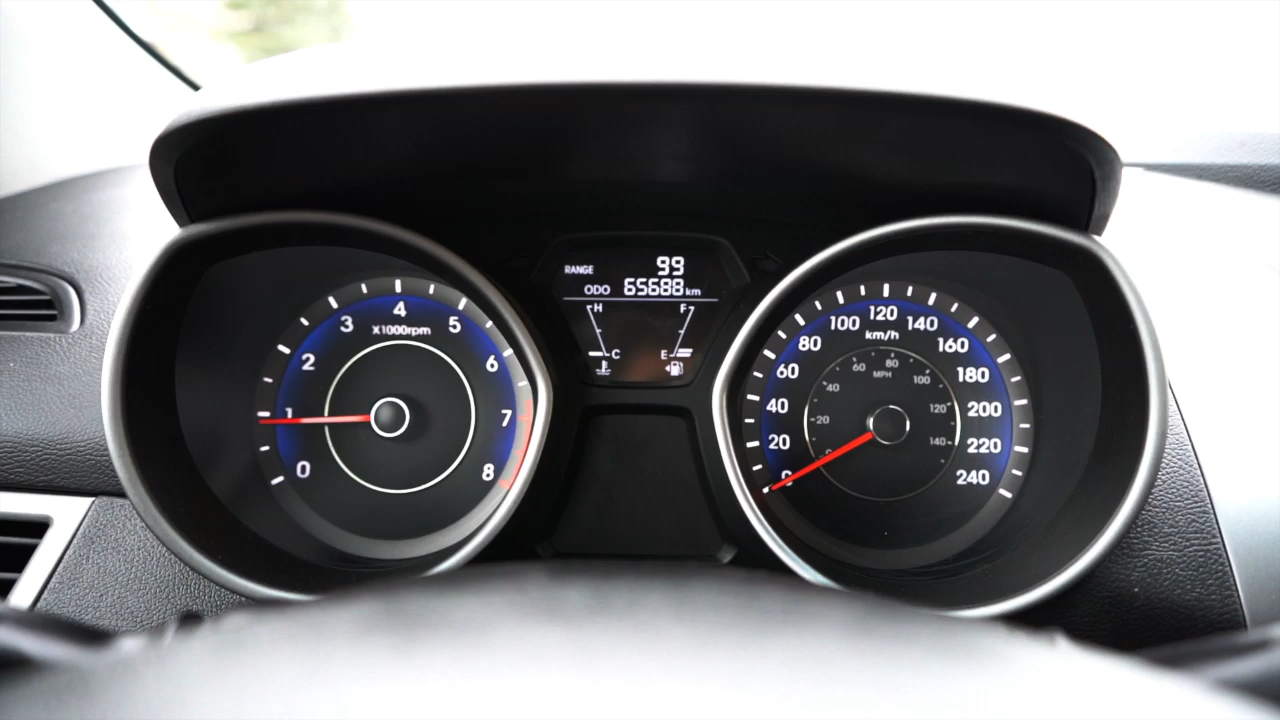 RANGE 99
ODO 65688 km
H F
C E
0 1 2 3 4 5 6 7 8
X1000rpm
0 20 40 60 80 100 120 140 160 180 200 220 240
km/h
20 40 60 80 100 120 140
MPH